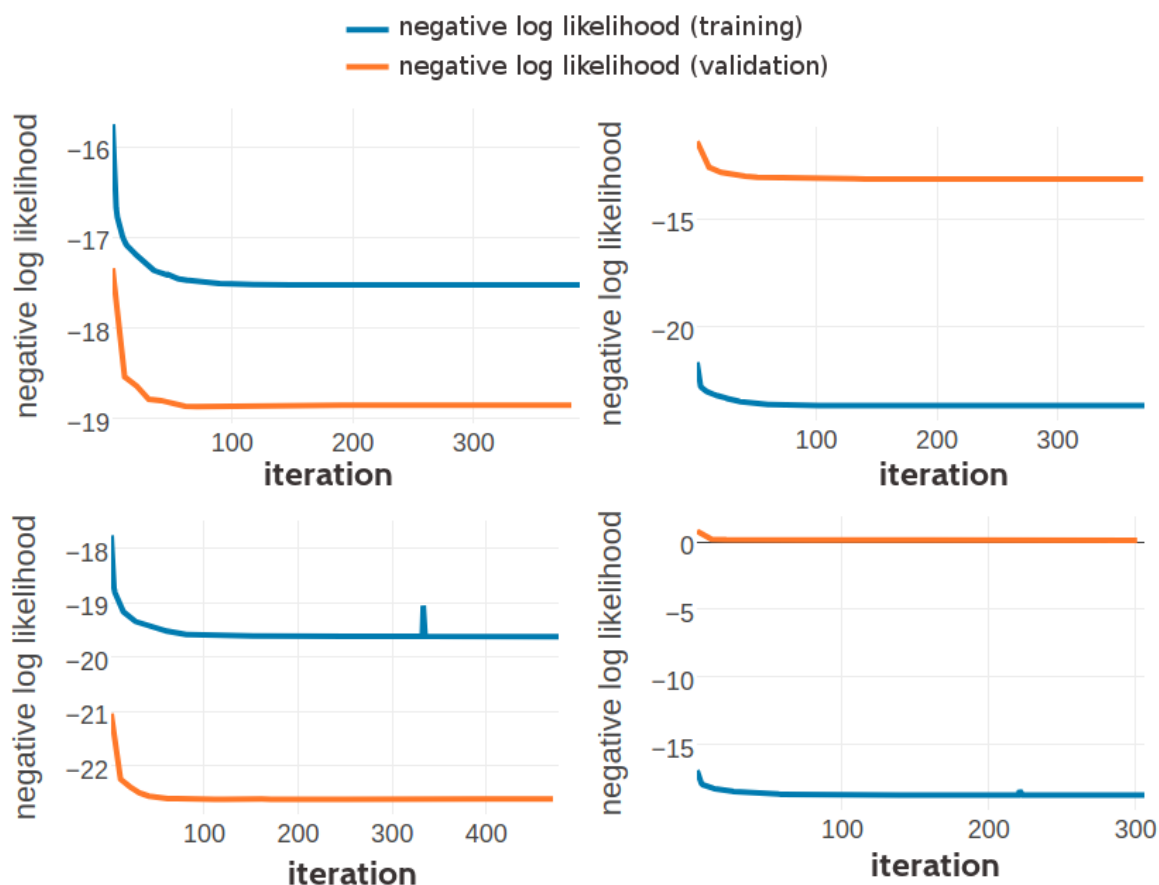 negative log likelihood (training)
negative log likelihood (validation)
negative log likelihood
−16
−17
−18
−19
100 200 300
iteration
negative log likelihood
−15
−20
100 200 300
iteration
negative log likelihood
−18
−19
−20
−21
−22
100 200 300 400
iteration
negative log likelihood
0
−5
−10
−15
100 200 300
iteration